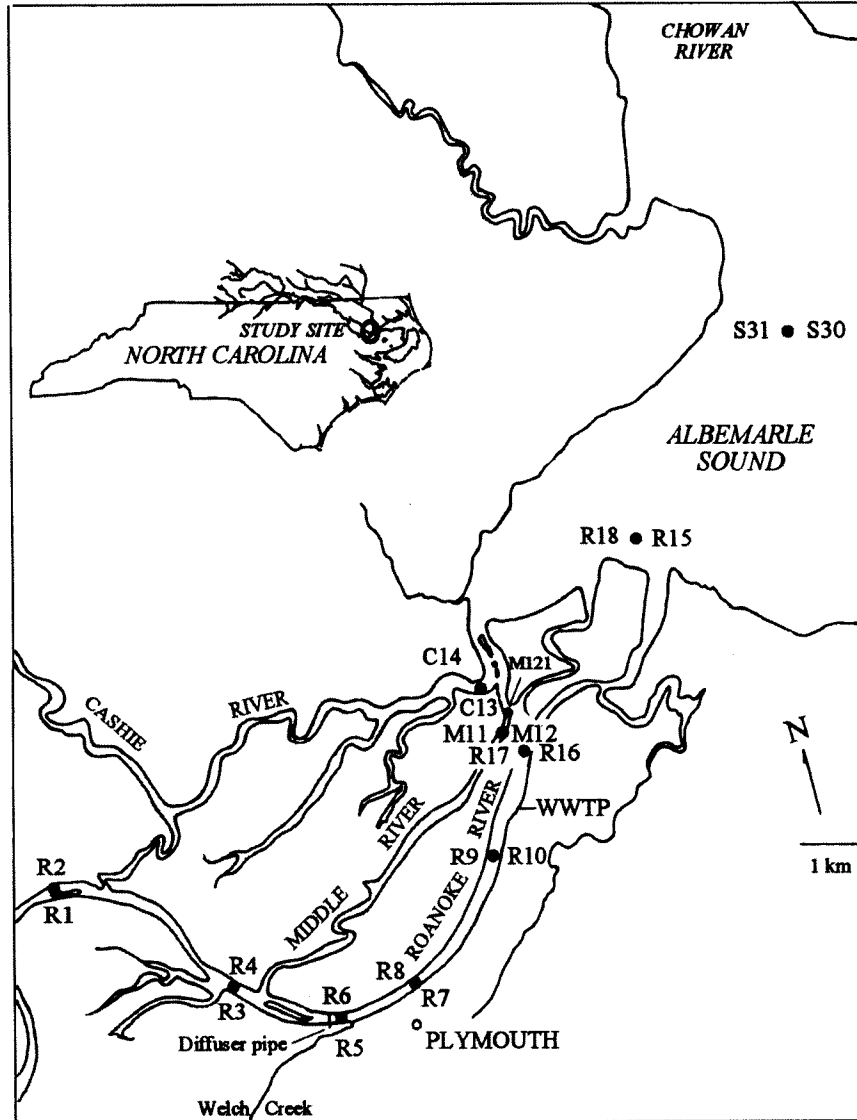 CHOWAN
RIVER
STUDY SITE
NORTH CAROLINA
S31 S30
ALBEMARLE
SOUND
R18 R15
C14
M121
CASHIE
RIVER
C13
M11 M12
R17 R16
N
WWTP
RIVER
RIVER
R9 R10
1 km
R2
R1
MIDDLE
ROANOKE
R4
R3
R8
R7
R6
R5
PLYMOUTH
Diffuser pipe
Welch Creek